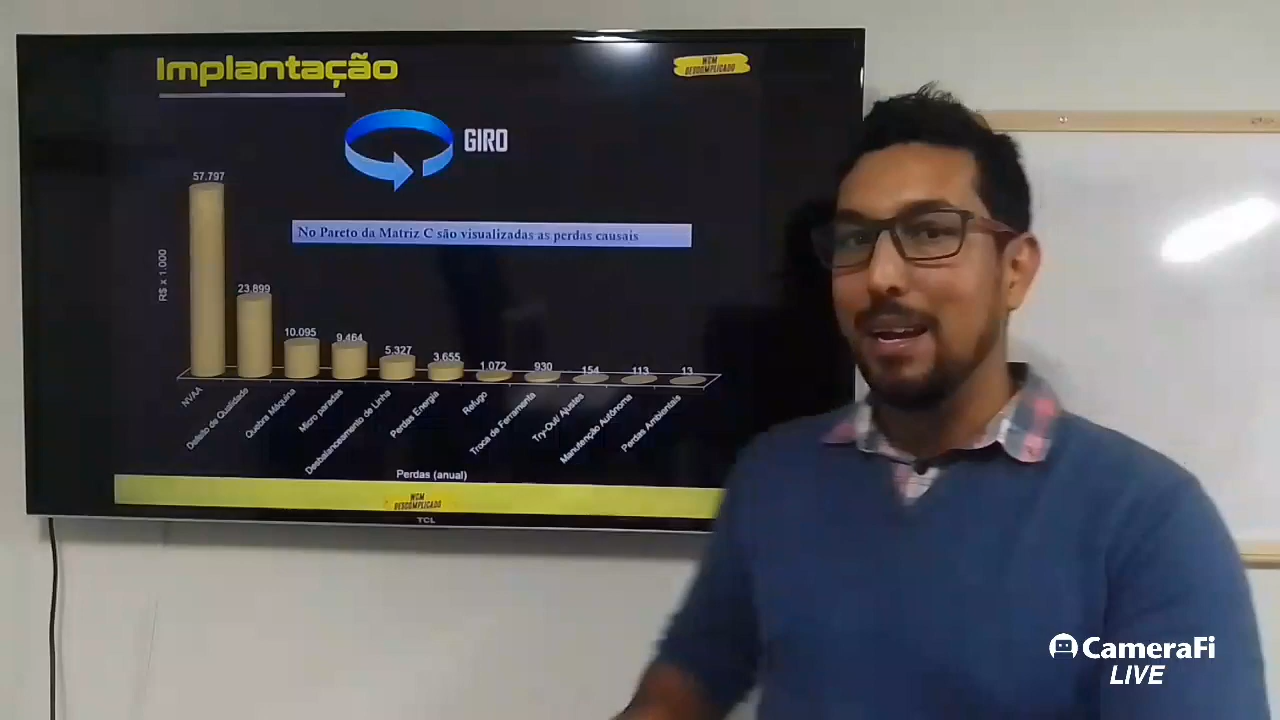 Implantação
WCM
DESCOMPLICADO
GIRO
57.797
No Pareto da Matriz C são visualizadas as perdas causais
R$ x 1.000
23.899
10.095
9.464
5.327
3.655
1.072
930
154
113
13
NVAA
Defeito de Qualidade
Quebra Máquina
Micro paradas
Desbalanceamento de Linha
Perdas Energia
Refugo
Troca de Ferramenta
Try-Out/ Ajustes
Manutenção Autônoma
Perdas Ambientais
Perdas (anual)
WCM
DESCOMPLICADO
TCL
CameraFi
LIVE